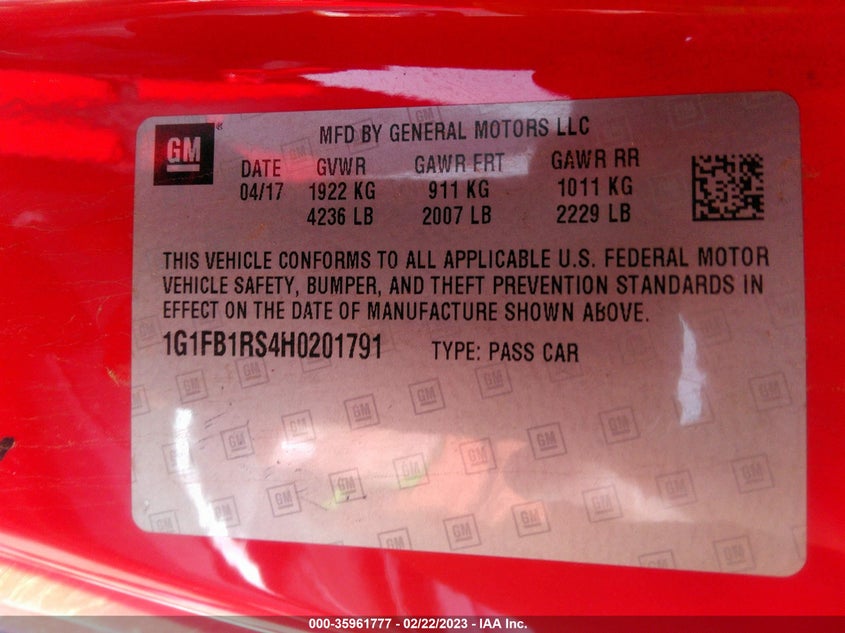 GM ® MFD BY GENERAL MOTORS LLC
DATE GVWR GAWR FRT GAWR RR
04/17 1922 KG 911 KG 1011 KG
4236 LB 2007 LB 2229 LB
THIS VEHICLE CONFORMS TO ALL APPLICABLE U.S. FEDERAL MOTOR
VEHICLE SAFETY, BUMPER, AND THEFT PREVENTION STANDARDS IN
EFFECT ON THE DATE OF MANUFACTURE SHOWN ABOVE.
1G1FB1RS4H0201791 TYPE: PASS CAR
000-35961777 - 02/22/2023 - IAA Inc.